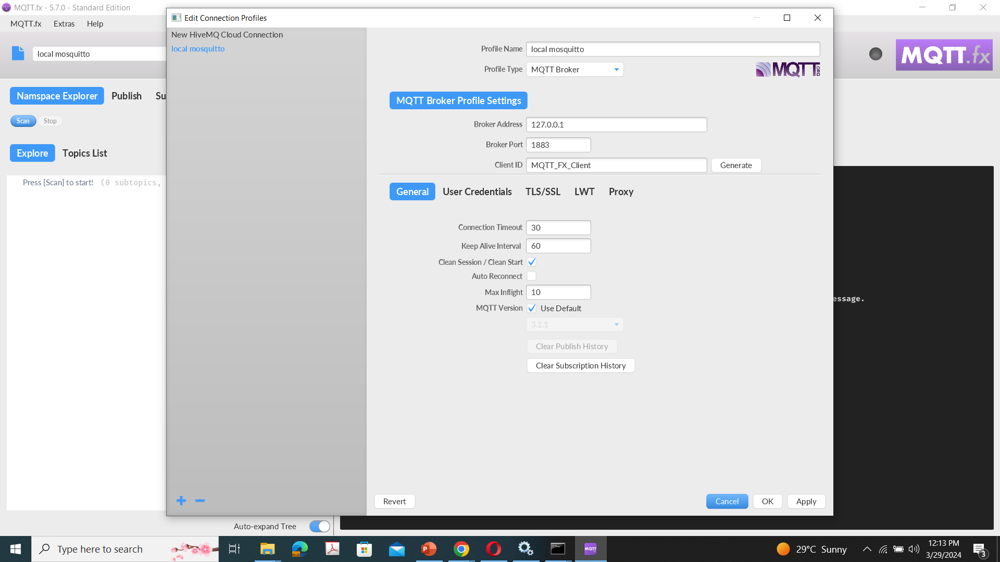 MQTT.fx - 5.7.0 - Standard Edition
MQTT.fx Extras Help
local mosquitto
MQTT.fx
Namspace Explorer Publish Su
Scan Stop
Explore Topics List
Press [Scan] to start! (0 subtopics,
Auto-expand Tree
Edit Connection Profiles
New HiveMQ Cloud Connection
local mosquitto
Profile Name local mosquitto
Profile Type MQTT Broker
MQTT.ORG
MQTT Broker Profile Settings
Broker Address 127.0.0.1
Broker Port 1883
Client ID MQTT_FX_Client Generate
General User Credentials TLS/SSL LWT Proxy
Connection Timeout 30
Keep Alive Interval 60
Clean Session / Clean Start
Auto Reconnect
Max Inflight 10
MQTT Version Use Default
3.1.1
Clear Publish History
Clear Subscription History
Revert Cancel OK Apply
essage.
Type here to search
29°C Sunny
12:13 PM
3/29/2024
3